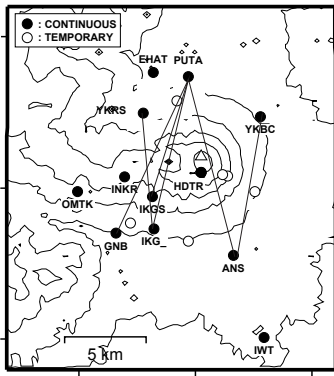 ● : CONTINUOUS
○ : TEMPORARY
EHAT PUTA
YKRS
YKBC
INKR
HDTR
OMTK
IKGS
GNB
IKG_
ANS
5 km
IWT